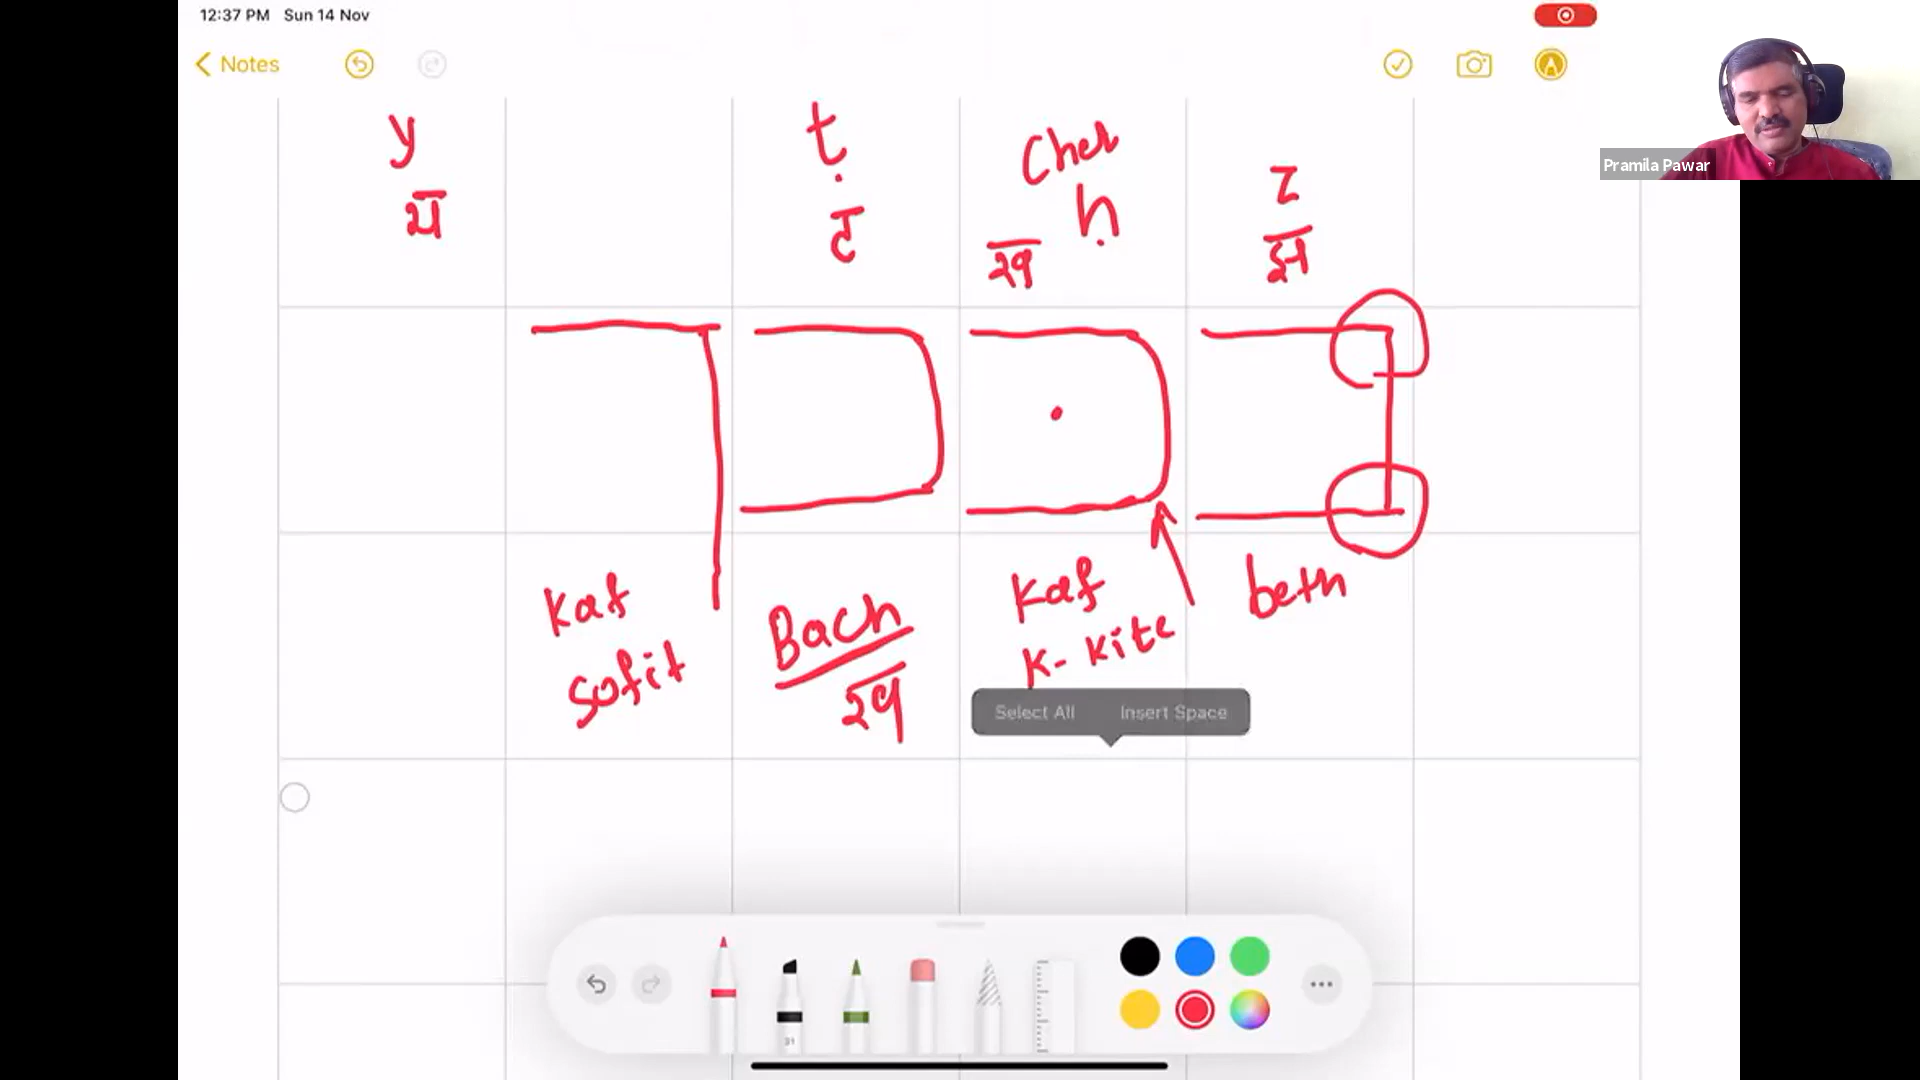 12:37 PM Sun 14 Nov
Notes
Pramila Pawar
y
य
ṭ
ट
Chet
ḥ
ख
z
झ
kaf
sofit
Bach
ख
kaf
K- Kite
beth
Select All Insert Space
31